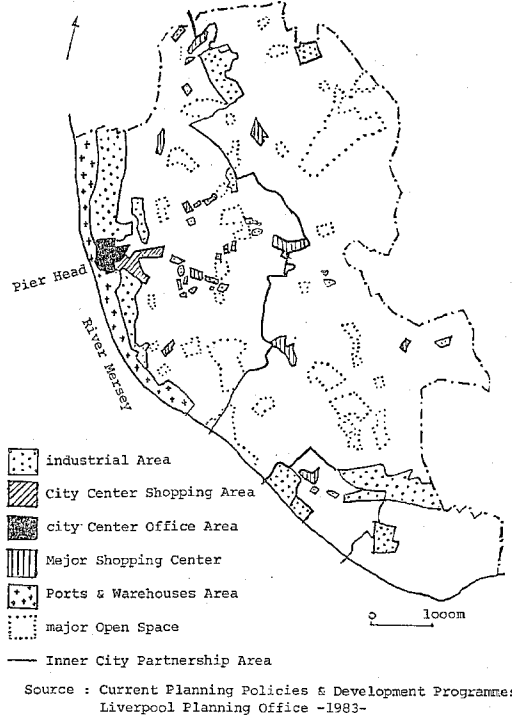 Pier Head
River Mersey
industrial Area
City Center Shopping Area
city Center Office Area
Mejor Shopping Center
Ports & Warehouses Area
major Open Space
Inner City Partnership Area
0 1000m
Source : Current Planning Policies & Development Programmes
Liverpool Planning Office -1983-